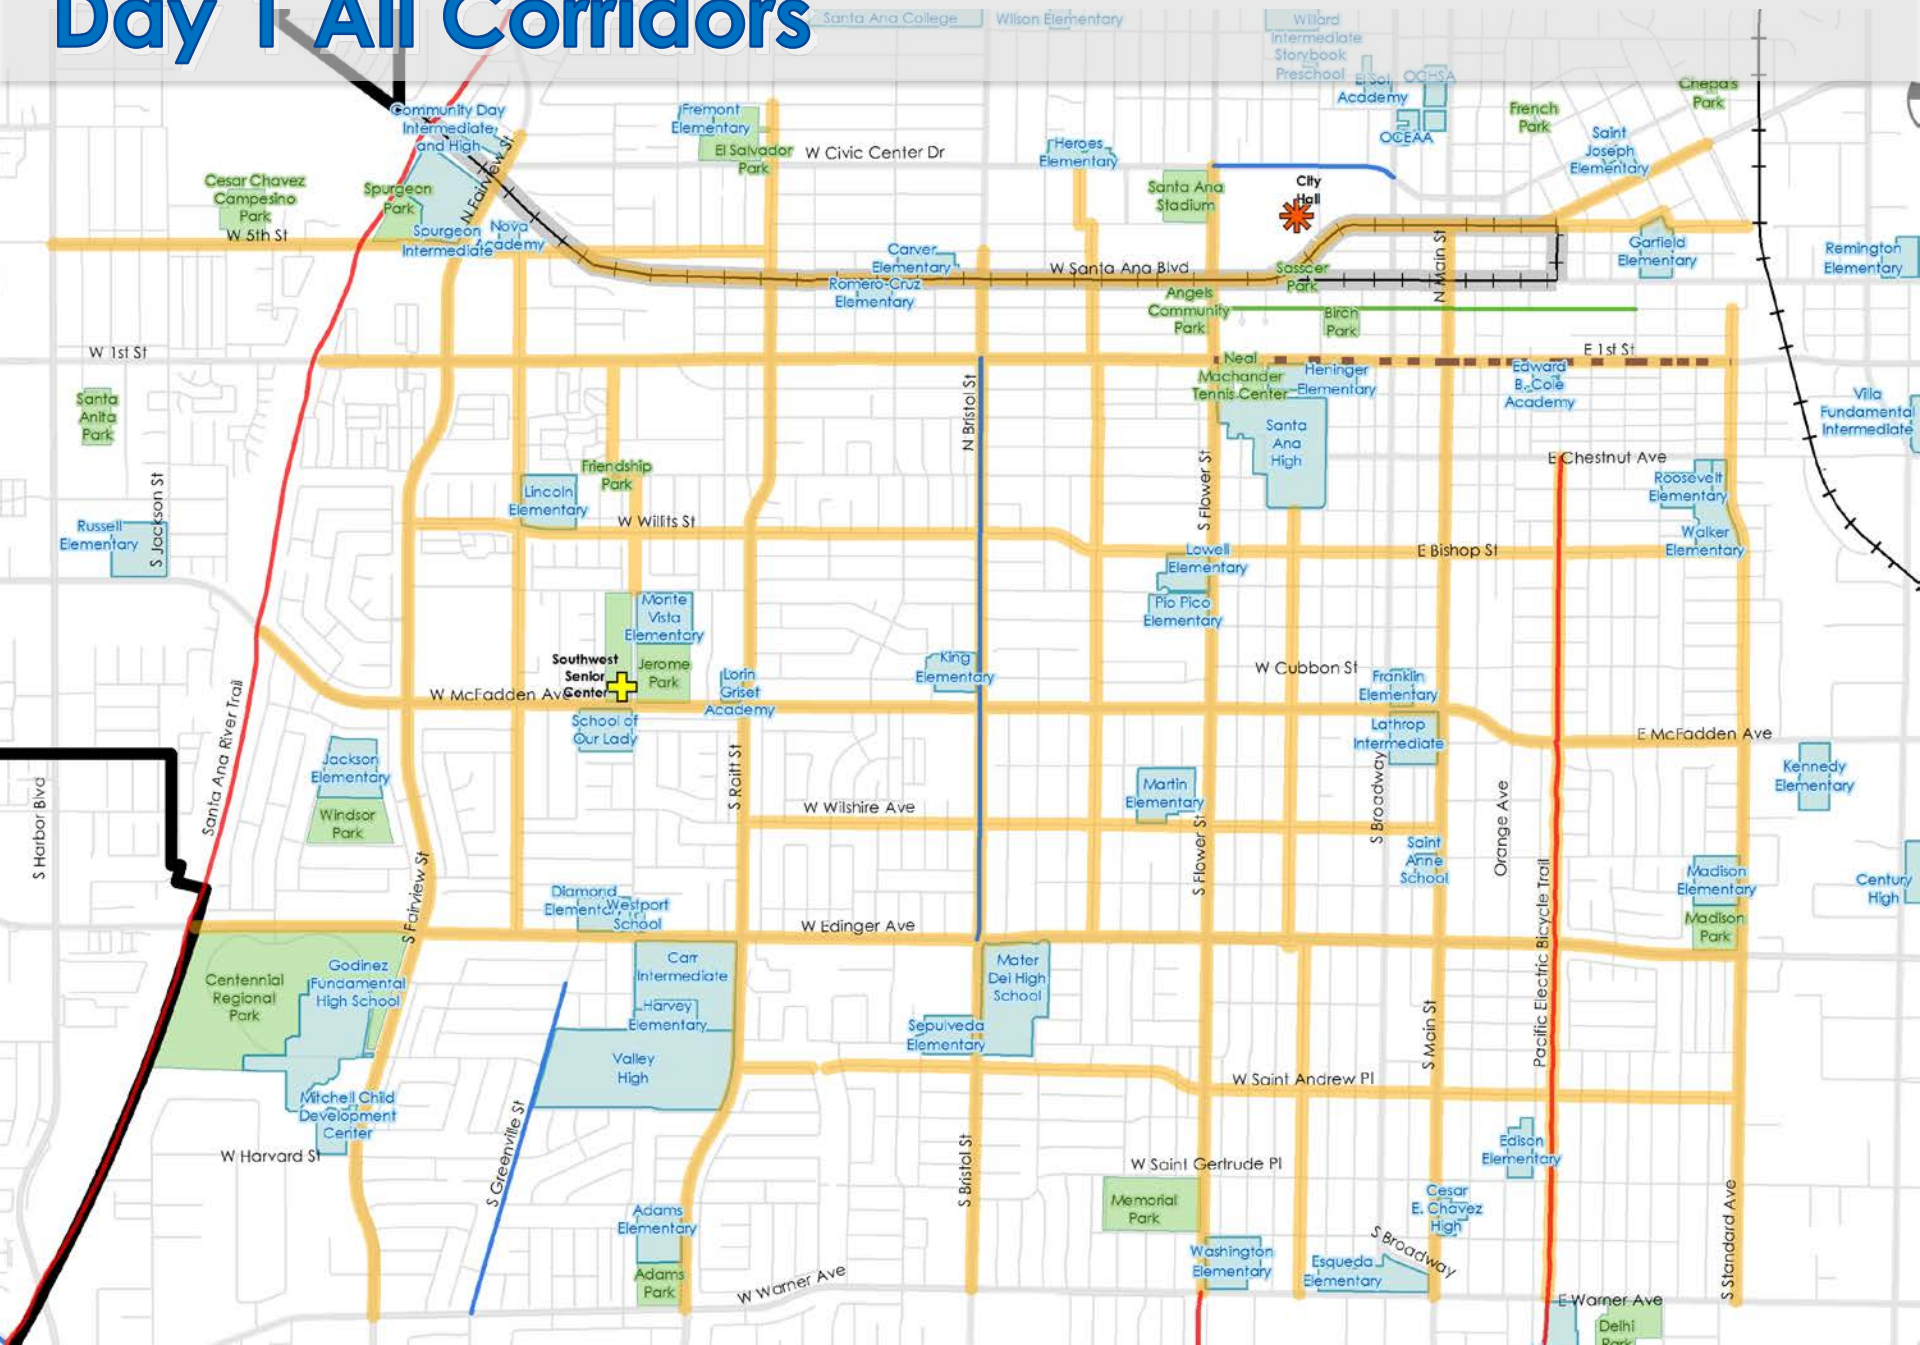 Day 1 All Corridors
Santa Ana College
Wilson Elementary
Willard
Intermediate
Storybook
Preschool
El Sol
Academy
OCHSA
OCEAA
Chepa's
Park
French
Park
Saint
Joseph
Elementary
Community Day
Intermediate
and High
Fremont
Elementary
El Salvador
Park
W Civic Center Dr
Heroes
Elementary
Santa Ana
Stadium
City
Hall
Cesar Chavez
Campesino
Park
Spurgeon
Park
N Fairview St
W 5th St
Spurgeon
Intermediate
Nova
Academy
Carver
Elementary
Romero-Cruz
Elementary
W Santa Ana Blvd
Sasscer
Park
N Main St
Garfield
Elementary
Remington
Elementary
Angels
Community
Park
Birch
Park
W 1st St
E 1st St
Neal
Machander
Tennis Center
Heninger
Elementary
Edward
B. Cole
Academy
Villa
Fundamental
Intermediate
Santa
Anita
Park
N Bristol St
Santa
Ana
High
E Chestnut Ave
Friendship
Park
Lincoln
Elementary
W Willits St
S Flower St
Roosevelt
Elementary
Walker
Elementary
S Jackson St
Russell
Elementary
Lowell
Elementary
E Bishop St
Pio Pico
Elementary
Monte
Vista
Elementary
Southwest
Senior
Center
Jerome
Park
Lorin
Griset
Academy
King
Elementary
W Cubbon St
Franklin
Elementary
W McFadden Ave
School of
Our Lady
Lathrop
Intermediate
E McFadden Ave
Santa Ana River Trail
Jackson
Elementary
Windsor
Park
S Raitt St
Martin
Elementary
W Wilshire Ave
Kennedy
Elementary
S Harbor Blvd
S Broadway
Orange Ave
Saint
Anne
School
S Flower St
S Fairview St
Diamond
Elementary
Westport
School
W Edinger Ave
Pacific Electric Bicycle Trail
Madison
Elementary
Madison
Park
Century
High
Centennial
Regional
Park
Godinez
Fundamental
High School
Carr
Intermediate
Harvey
Elementary
Mater
Dei High
School
Sepulveda
Elementary
Valley
High
S Main St
W Saint Andrew Pl
Mitchell Child
Development
Center
W Harvard St
S Greenville St
S Bristol St
W Saint Gertrude Pl
Edison
Elementary
Memorial
Park
Cesar
E. Chavez
High
Adams
Elementary
Adams
Park
Washington
Elementary
Esqueda
Elementary
S Broadway
S Standard Ave
W Warner Ave
E Warner Ave
Delhi
Park